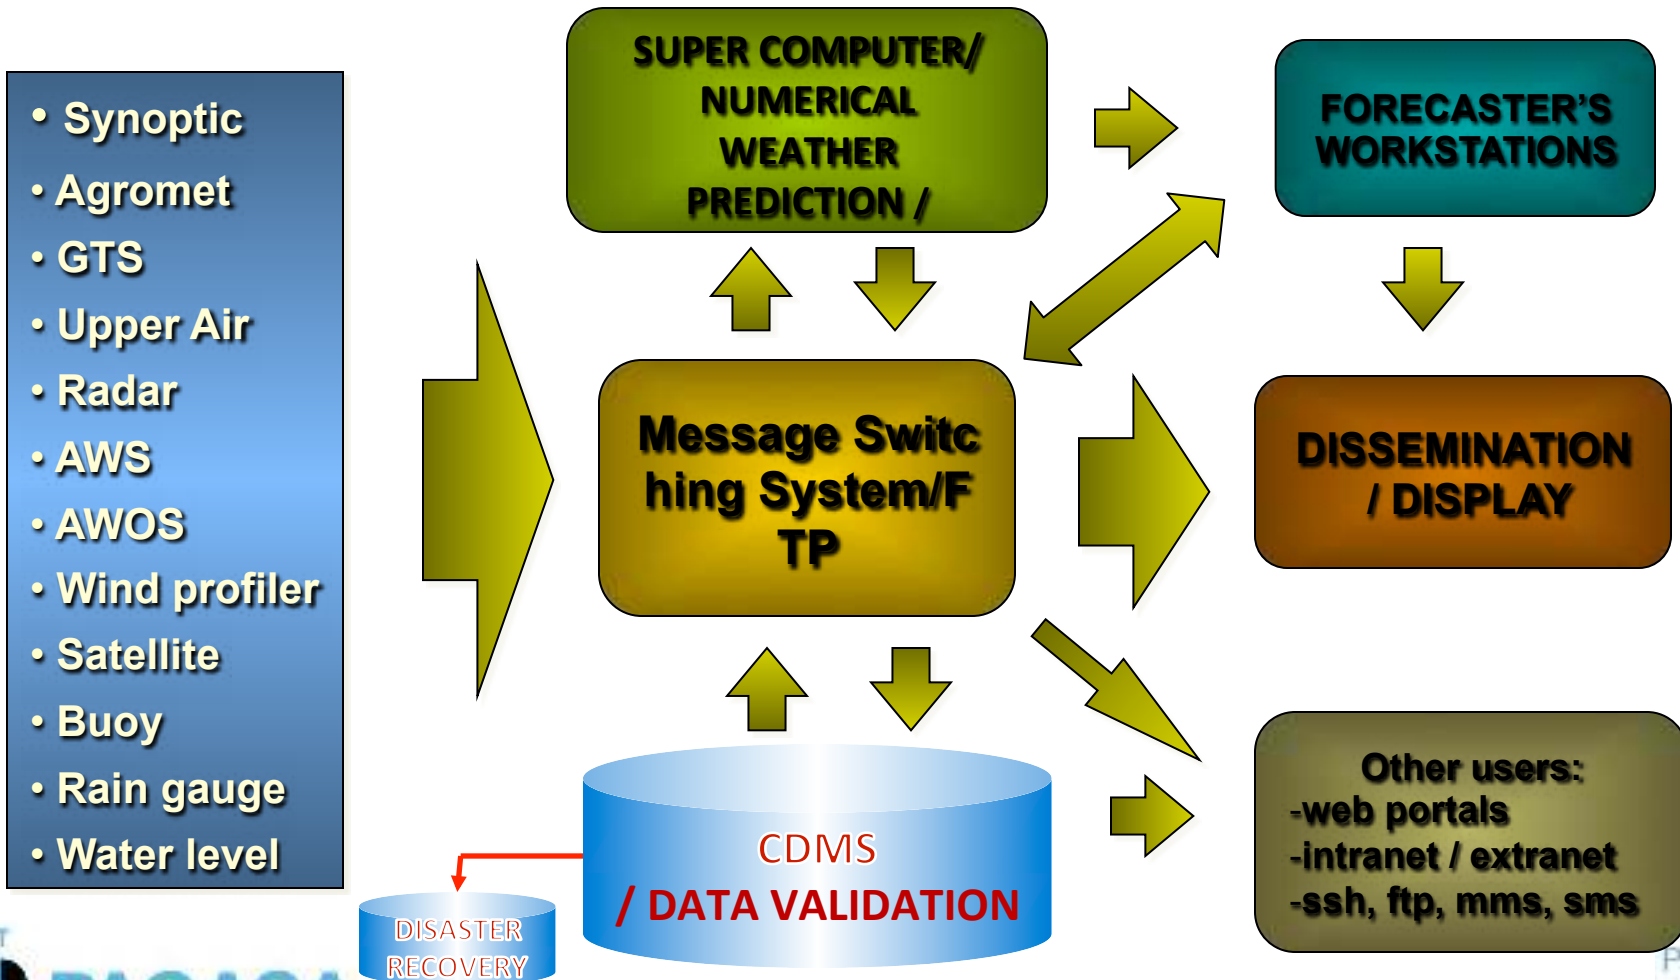 • Synoptic
• Agromet
• GTS
• Upper Air
• Radar
• AWS
• AWOS
• Wind profiler
• Satellite
• Buoy
• Rain gauge
• Water level
SUPER COMPUTER/
NUMERICAL
WEATHER
PREDICTION /
FORECASTER’S
WORKSTATIONS
Message Switc
hing System/F
TP
DISSEMINATION
/ DISPLAY
CDMS
/ DATA VALIDATION
DISASTER
RECOVERY
Other users:
-web portals
-intranet / extranet
-ssh, ftp, mms, sms